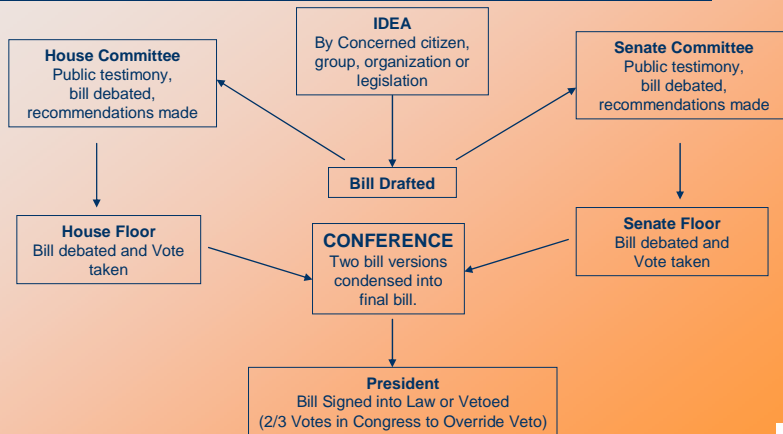 IDEA
By Concerned citizen,
group, organization or
legislation
House Committee
Public testimony,
bill debated,
recommendations made
Senate Committee
Public testimony,
bill debated,
recommendations made
Bill Drafted
House Floor
Bill debated and Vote
taken
CONFERENCE
Two bill versions
condensed into
final bill.
Senate Floor
Bill debated and
Vote taken
President
Bill Signed into Law or Vetoed
(2/3 Votes in Congress to Override Veto)